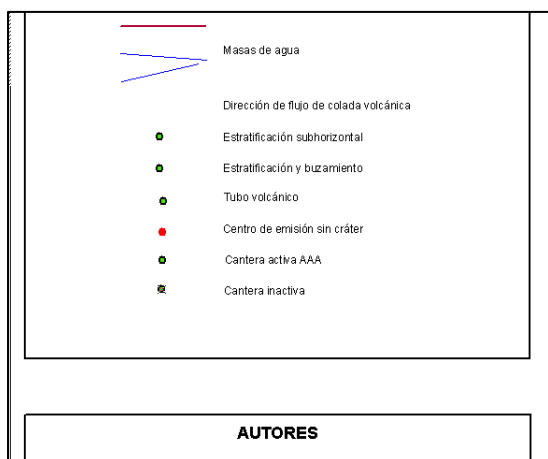 Masas de agua
Dirección de flujo de colada volcánica
Estratificación subhorizontal
Estratificación y buzamiento
Tubo volcánico
Centro de emisión sin cráter
Cantera activa AAA
Cantera inactiva
AUTORES